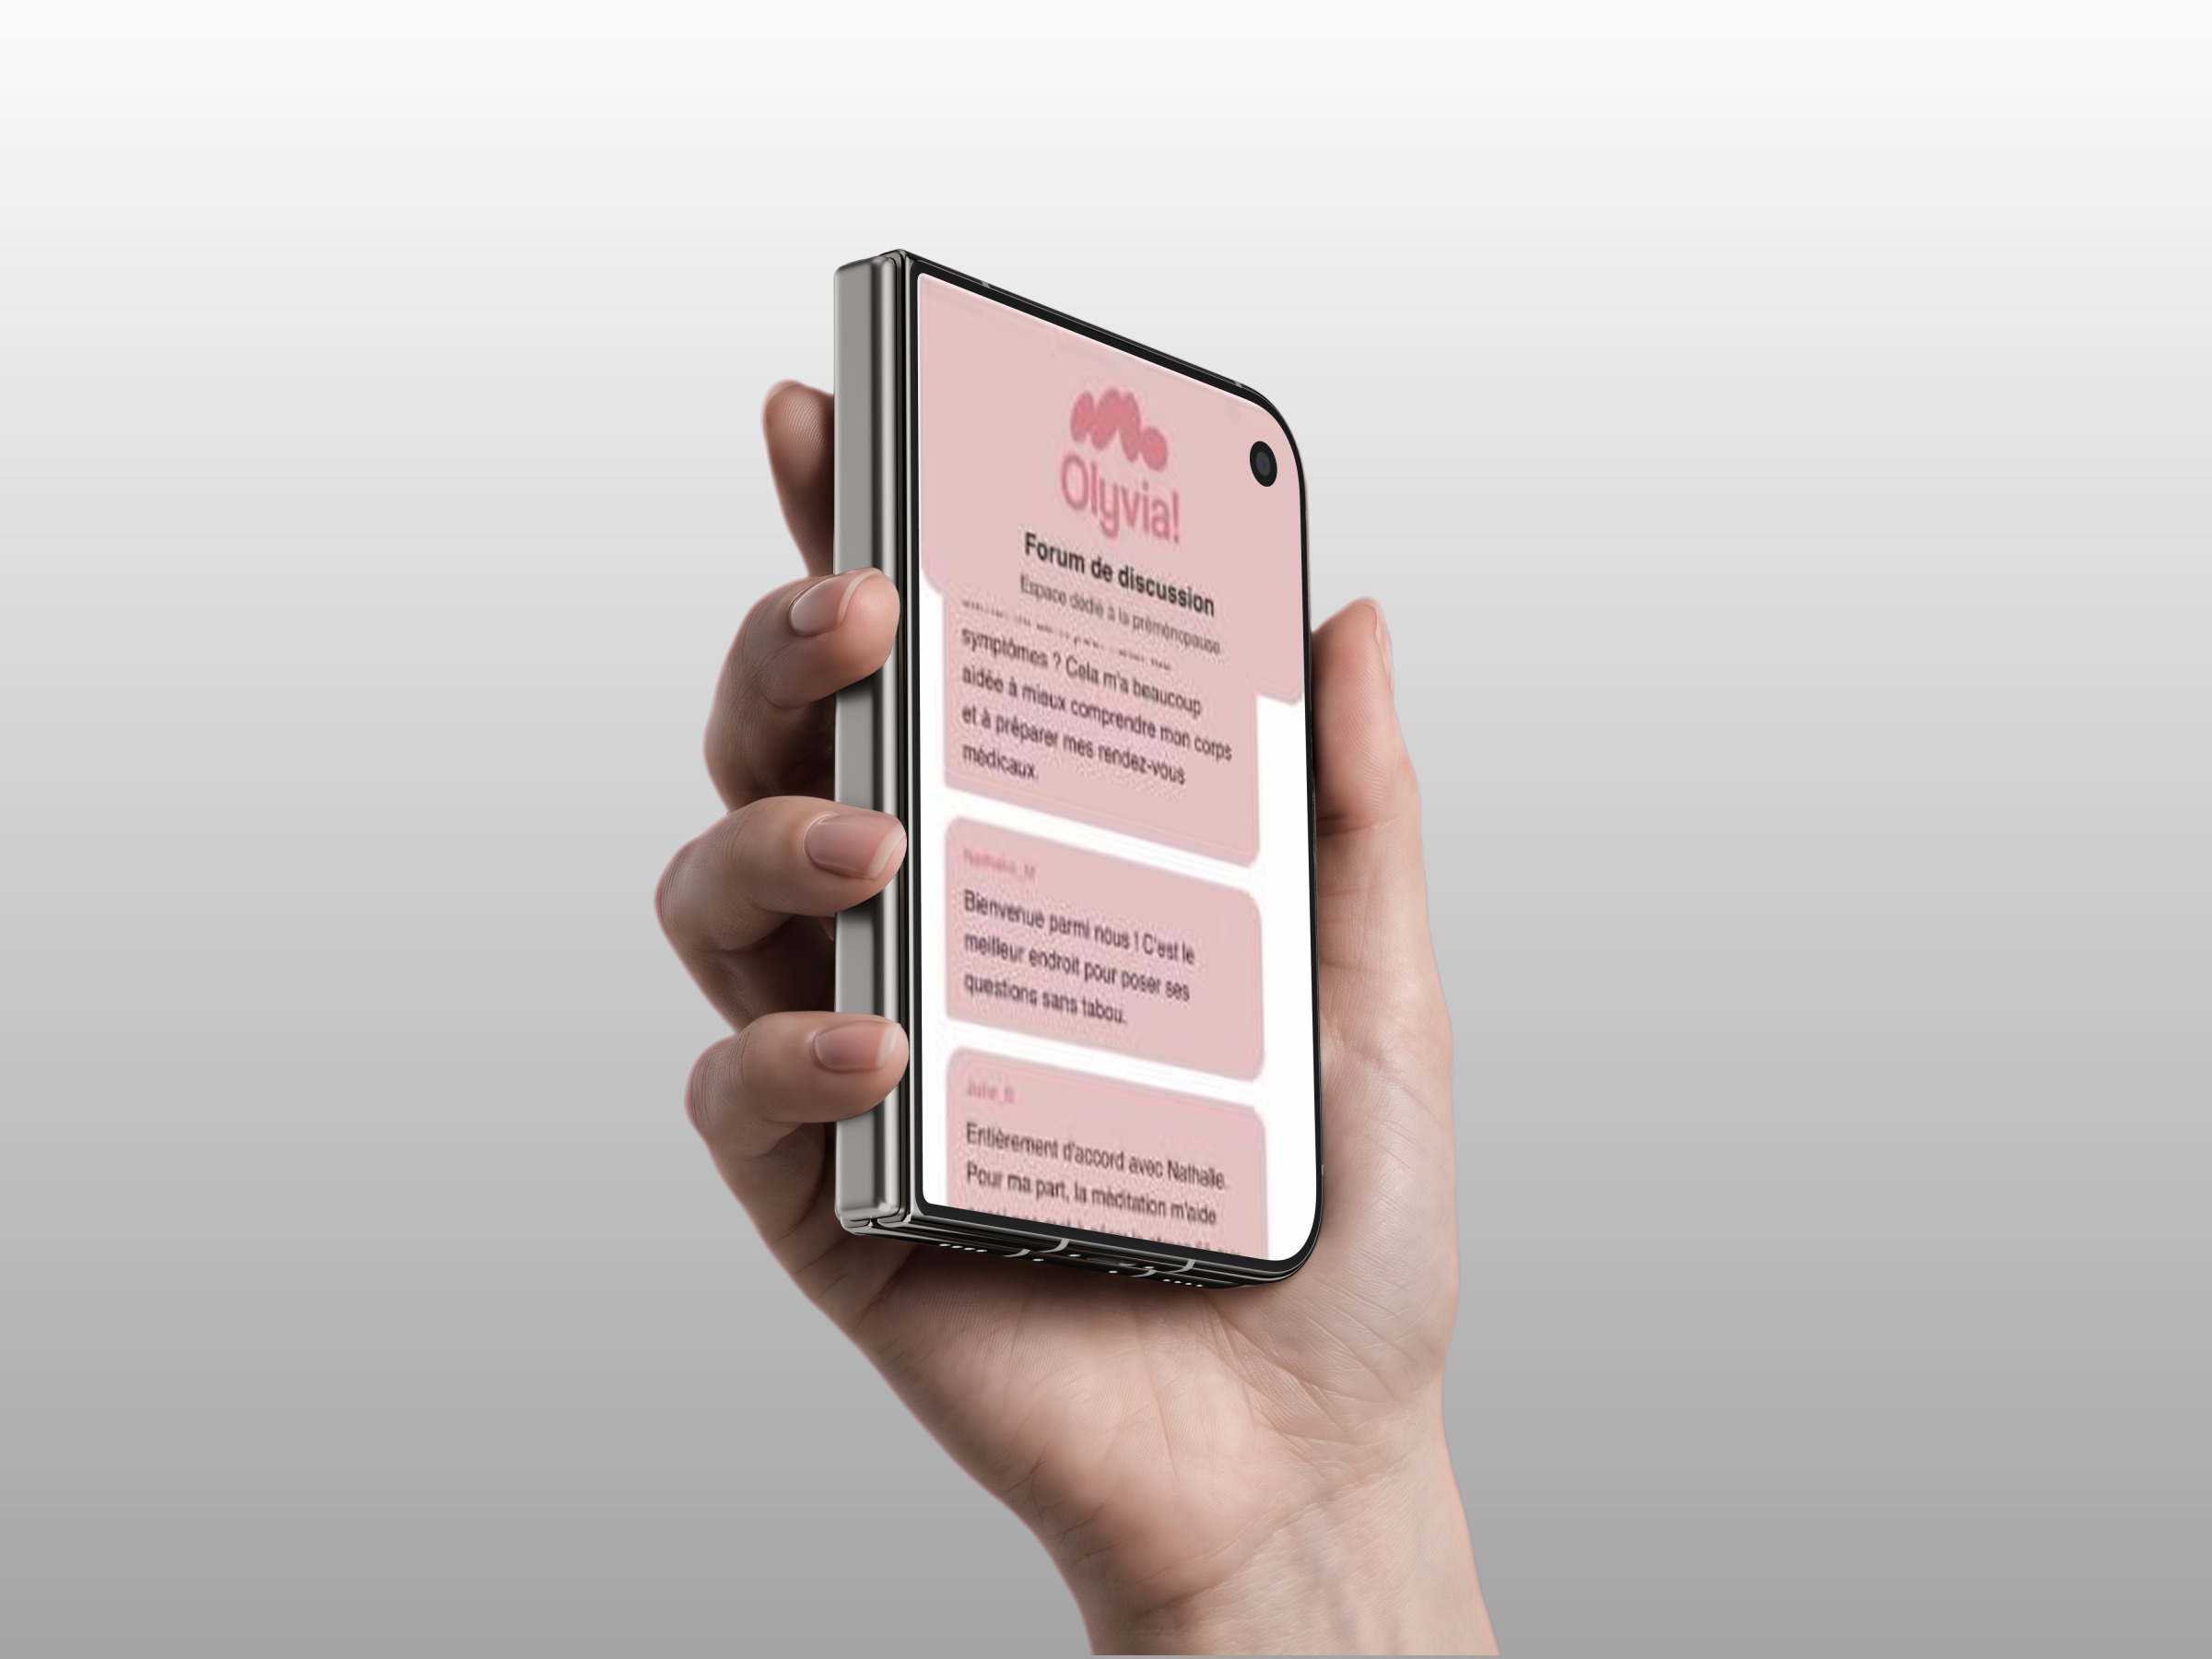 Olyvia!
Forum de discussion
Espace dédié à la préménopause
symptômes ? Cela m'a beaucoup
aidée à mieux comprendre mon corps
et à préparer mes rendez-vous
médicaux.
Nathalie_M
Bienvenue parmi nous ! C'est le
meilleur endroit pour poser ses
questions sans tabou.
Julie_B
Entièrement d'accord avec Nathalie.
Pour ma part, la méditation m'aide